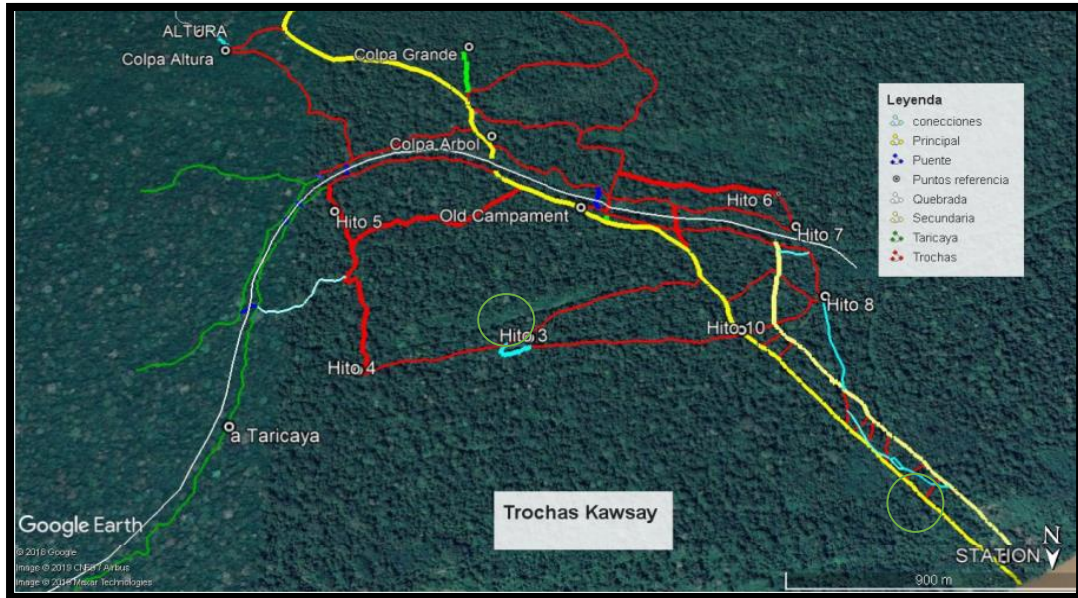 ALTURA
Colpa Altura
Colpa Grande
Leyenda
conecciones
Principal
Puente
Puntos referencia
Quebrada
Secundaria
Taricaya
Trochas
Colpa Arbol
Hito 6
Hito 5
Old Campament
Hito 7
Hito 8
Hito 3
Hito 10
Hito 4
a Taricaya
Trochas Kawsay
Google Earth
© 2018 Google
Image © 2019 CNES / Airbus
Image © 2018 Maxar Technologies
N
STATION
900 m